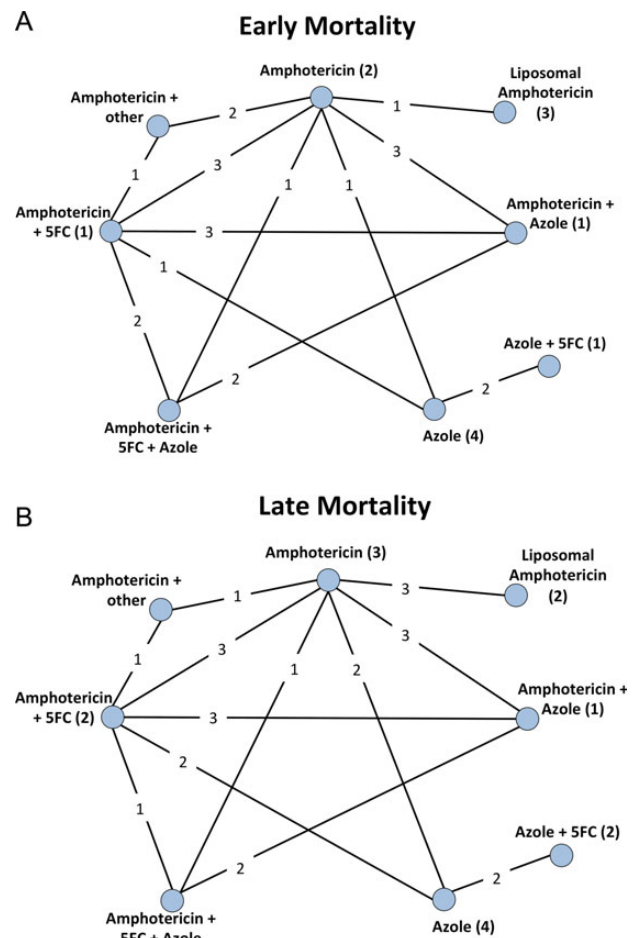 A
Early Mortality
Amphotericin (2)
Liposomal
Amphotericin
(3)
Amphotericin +
other
2
1
1
3
3
Amphotericin
+ 5FC (1)
Amphotericin +
Azole (1)
1
1
3
1
2
Azole + 5FC (1)
2
2
Amphotericin +
5FC + Azole
Azole (4)
B
Late Mortality
Amphotericin (3)
Liposomal
Amphotericin
(2)
Amphotericin +
other
1
3
1
3
3
Amphotericin
+ 5FC (2)
Amphotericin +
Azole (1)
1
2
3
2
1
Azole + 5FC (2)
2
2
Amphotericin +
5FC + Azole
Azole (4)